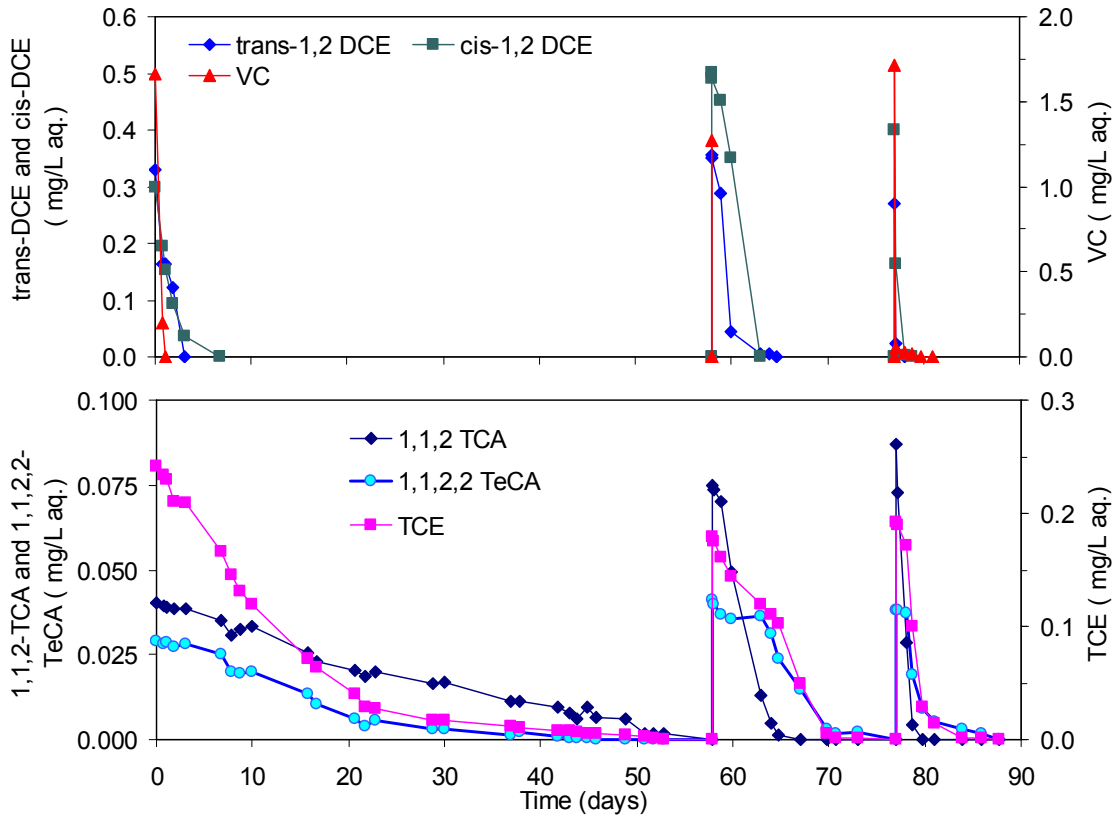 trans-DCE and cis-DCE
( mg/L aq.)
0.6
0.5
0.4
0.3
0.2
0.1
0.0
trans-1,2 DCE
cis-1,2 DCE
VC
2.0
1.5
1.0
0.5
0.0
VC ( mg/L aq.)
1,1,2-TCA and 1,1,2,2-
TeCA ( mg/L aq.)
0.100
0.075
0.050
0.025
0.000
1,1,2 TCA
1,1,2,2 TeCA
TCE
0.3
0.2
0.1
0.0
TCE ( mg/L aq.)
0 10 20 30 40 50 60 70 80 90
Time (days)